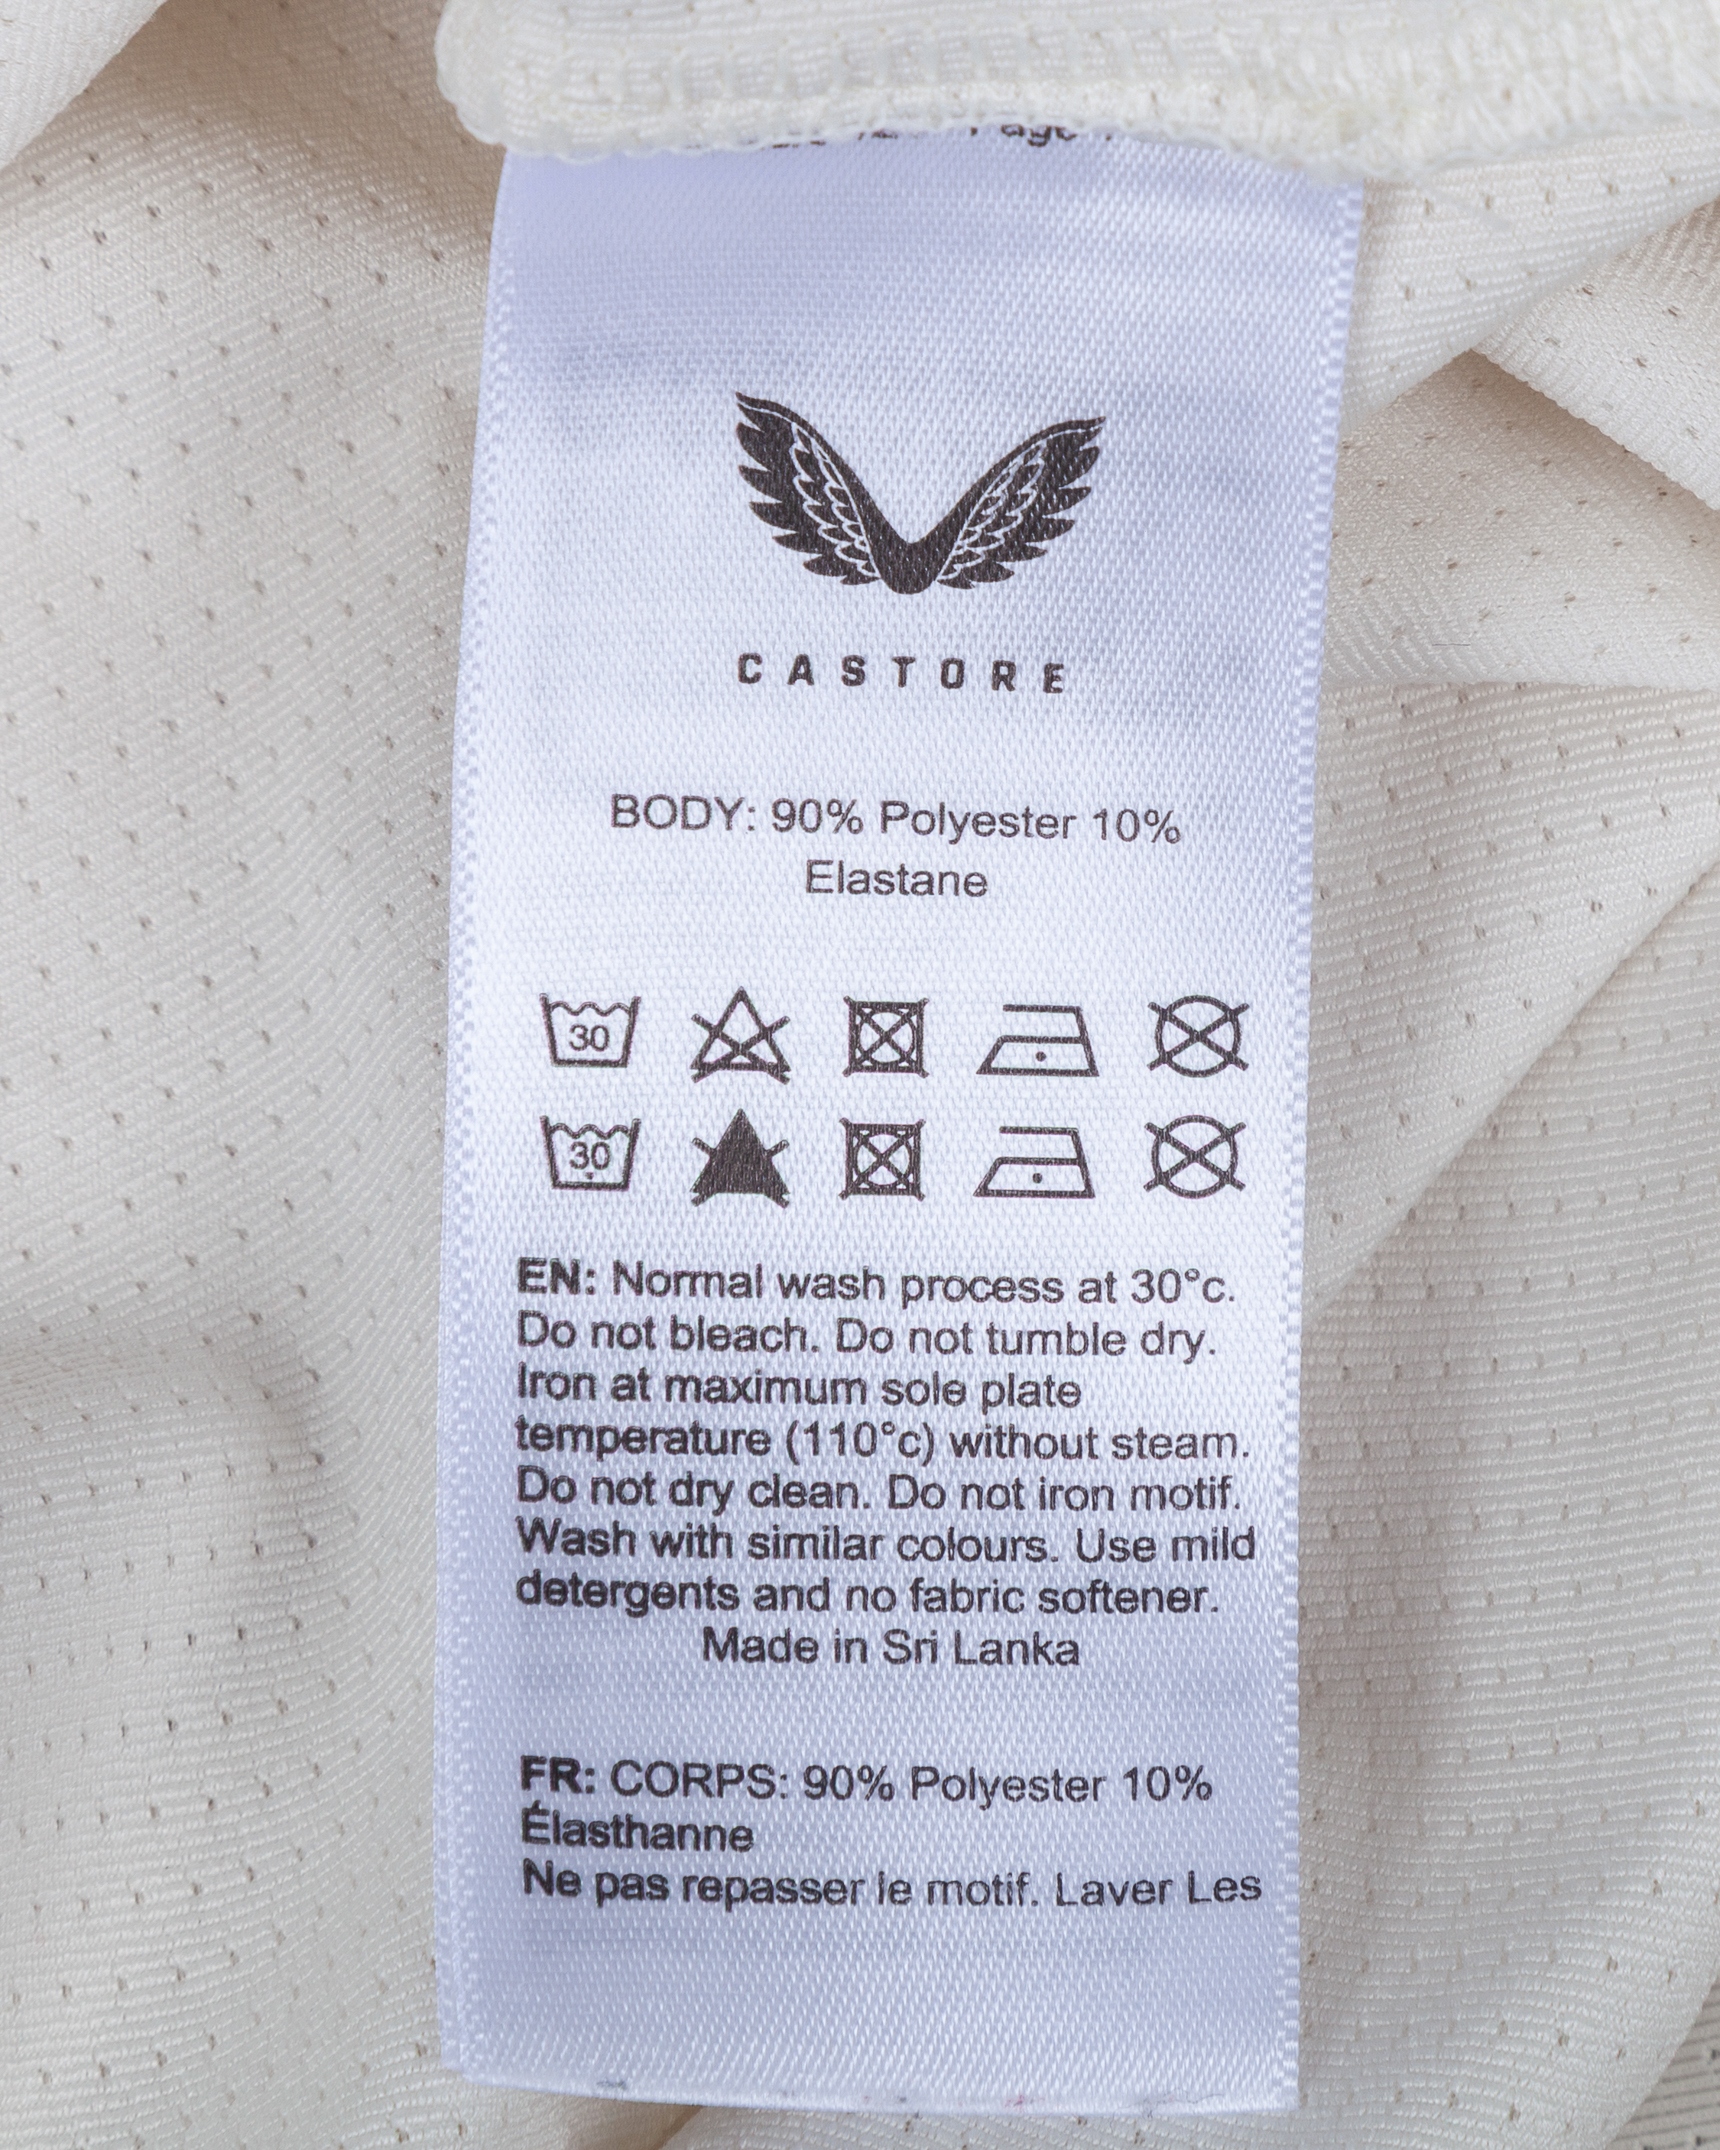 CASTORE
BODY: 90% Polyester 10%
Elastane
30
30
EN: Normal wash process at 30°c.
Do not bleach. Do not tumble dry.
Iron at maximum sole plate
temperature (110°c) without steam.
Do not dry clean. Do not iron motif.
Wash with similar colours. Use mild
detergents and no fabric softener.
Made in Sri Lanka
FR: CORPS: 90% Polyester 10%
Élasthanne
Ne pas repasser le motif. Laver Les